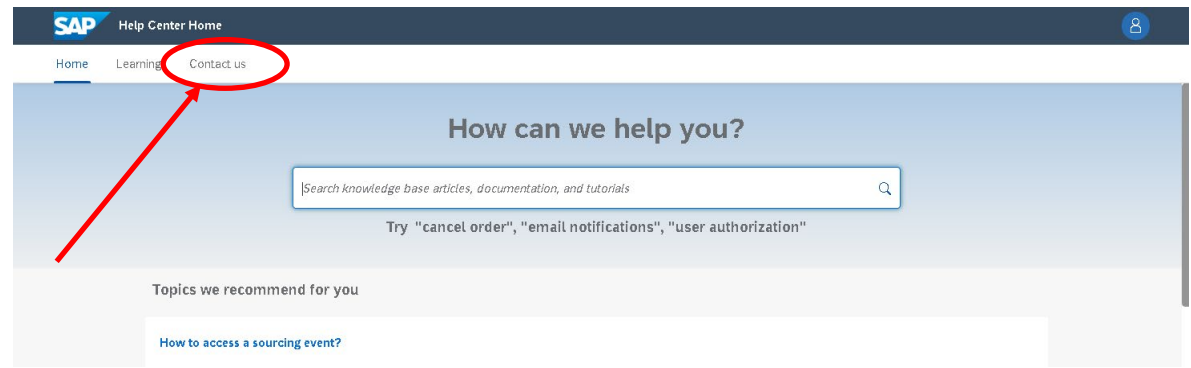 SAP Help Center Home
Home Learning Contact us
How can we help you?
Search knowledge base articles, documentation, and tutorials
Try "cancel order", "email notifications", "user authorization"
Topics we recommend for you
How to access a sourcing event?